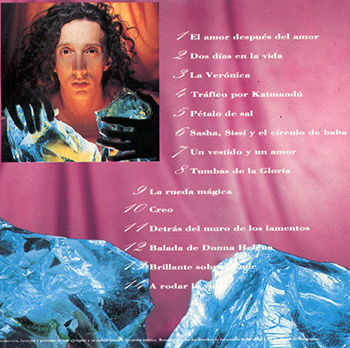 1 El amor después del amor
2 Dos días en la vida
3 La Verónica
4 Tráfico por Katmandú
5 Pétalo de sal
6 Sasha, Sissí y el círculo de baba
7 Un vestido y un amor
8 Tumbas de la Gloria
9 La rueda mágica
10 Creo
11 Detrás del muro de los lamentos
12 Balada de Donna Helena
13 Brillante sobre
14 A rodar la